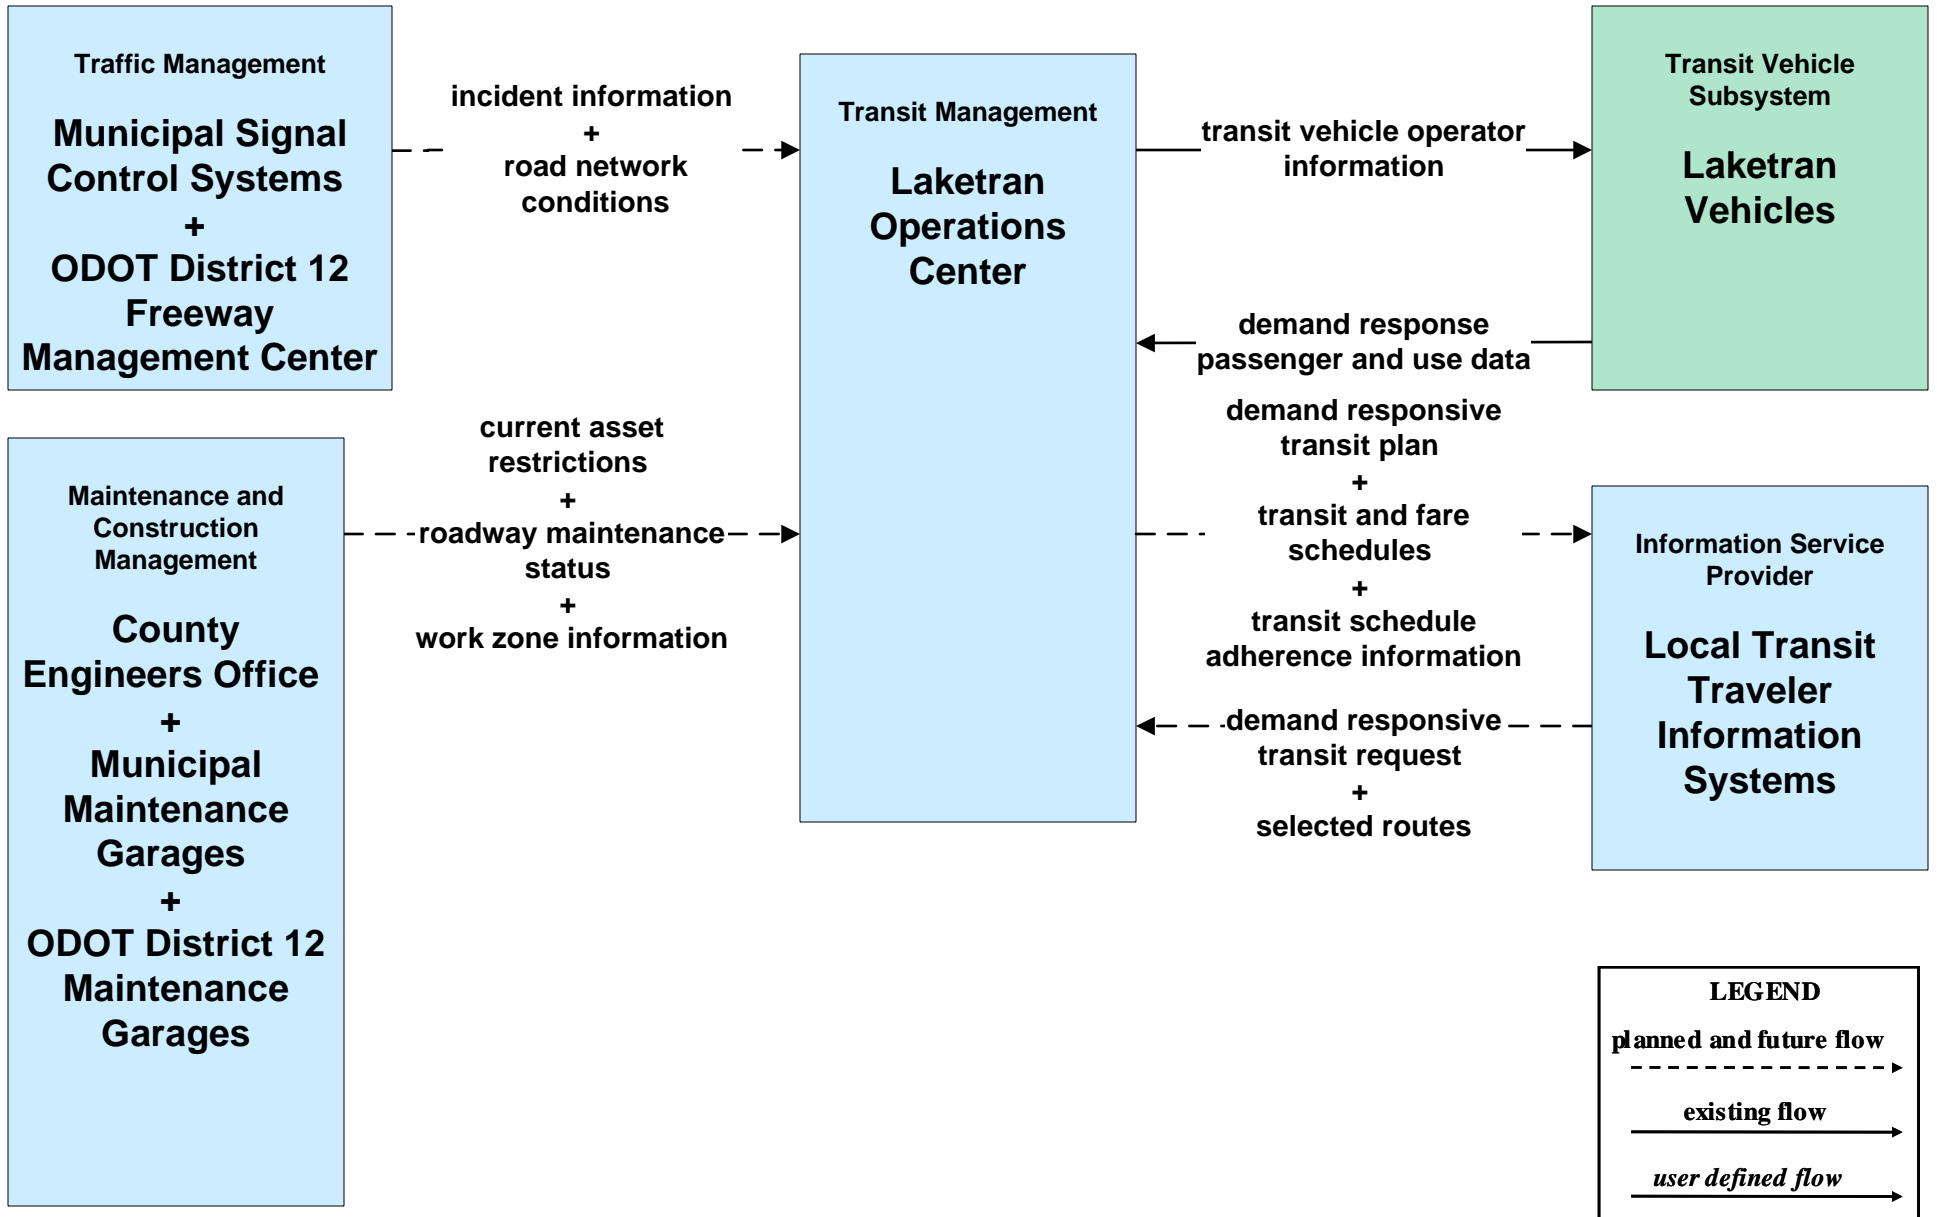 Traffic Management
Municipal Signal
Control Systems
+
ODOT District 12
Freeway
Management Center
incident information
+
road network
conditions
Transit Management
Laketran
Operations
Center
transit vehicle operator
information
Transit Vehicle
Subsystem
Laketran
Vehicles
demand response
passenger and use data
Maintenance and
Construction
Management
County
Engineers Office
+
Municipal
Maintenance
Garages
+
ODOT District 12
Maintenance
Garages
current asset
restrictions
+
roadway maintenance
status
+
work zone information
demand responsive
transit plan
+
transit and fare
schedules
+
transit schedule
adherence information
Information Service
Provider
Local Transit
Traveler
Information
Systems
demand responsive
transit request
+
selected routes
LEGEND
planned and future flow
existing flow
user defined flow